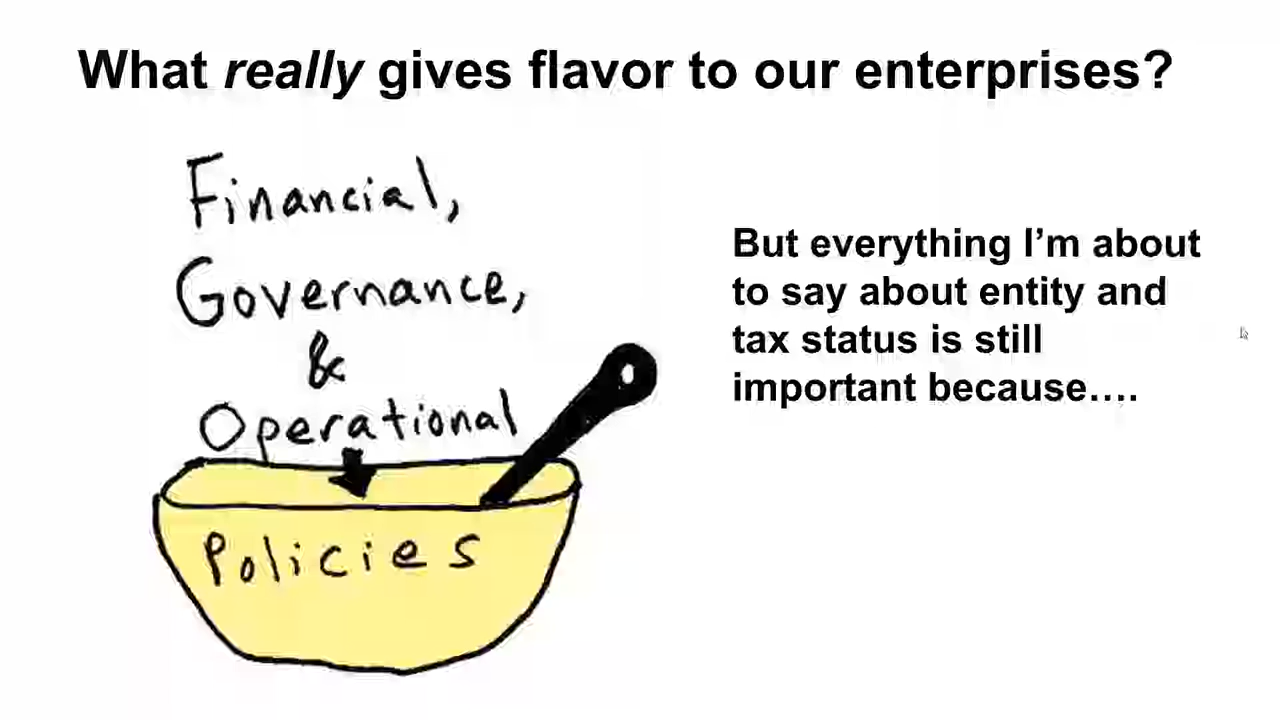 What really gives flavor to our enterprises?
Financial,
Governance,
&
Operational
Policies
But everything I’m about
to say about entity and
tax status is still
important because….